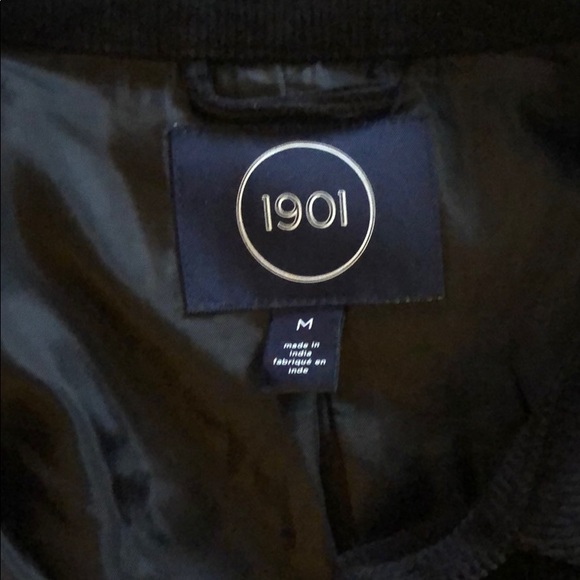 1901
M
made in
india
fabriqué en
inde